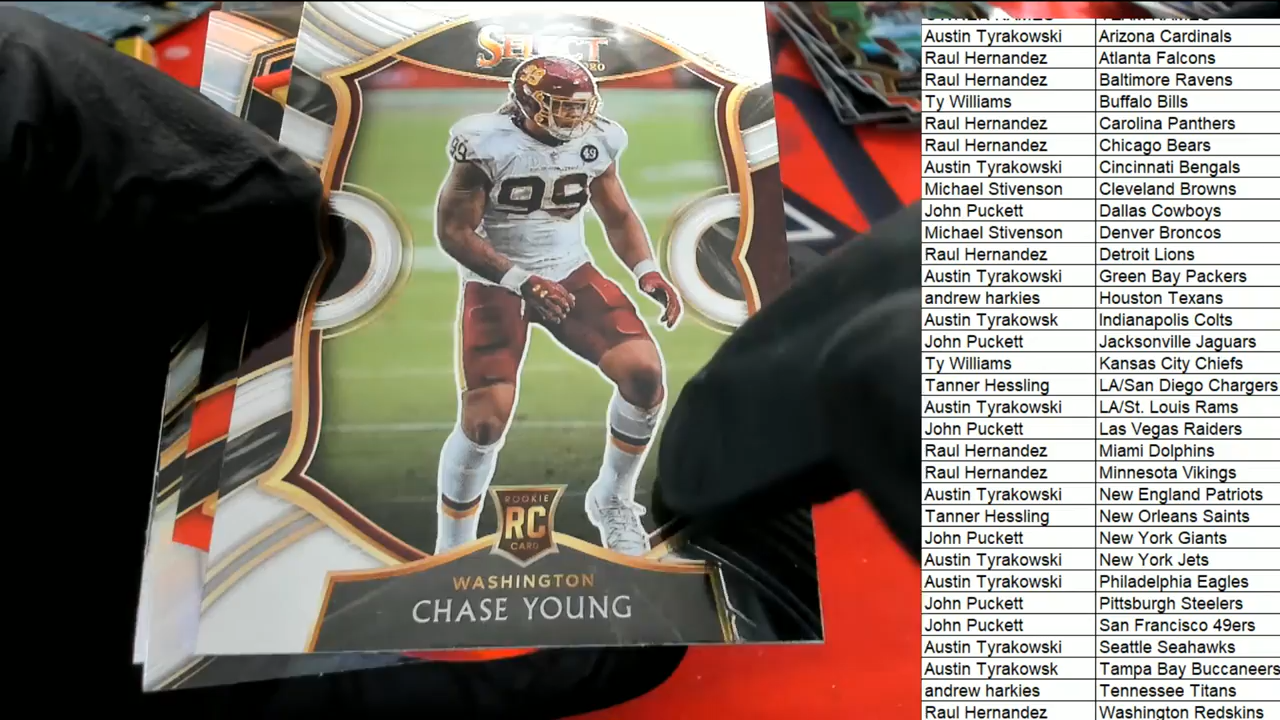 SELECT
99
99
49
ROOKIE
RC
CARD
WASHINGTON
CHASE YOUNG
OWNER NAMES TEAM NAMES
Austin Tyrakowski Arizona Cardinals
Raul Hernandez Atlanta Falcons
Raul Hernandez Baltimore Ravens
Ty Williams Buffalo Bills
Raul Hernandez Carolina Panthers
Raul Hernandez Chicago Bears
Austin Tyrakowski Cincinnati Bengals
Michael Stivenson Cleveland Browns
John Puckett Dallas Cowboys
Michael Stivenson Denver Broncos
Raul Hernandez Detroit Lions
Austin Tyrakowski Green Bay Packers
andrew harkies Houston Texans
Austin Tyrakowsk Indianapolis Colts
John Puckett Jacksonville Jaguars
Ty Williams Kansas City Chiefs
Tanner Hessling LA/San Diego Chargers
Austin Tyrakowski LA/St. Louis Rams
John Puckett Las Vegas Raiders
Raul Hernandez Miami Dolphins
Raul Hernandez Minnesota Vikings
Austin Tyrakowski New England Patriots
Tanner Hessling New Orleans Saints
John Puckett New York Giants
Austin Tyrakowski New York Jets
Austin Tyrakowski Philadelphia Eagles
John Puckett Pittsburgh Steelers
John Puckett San Francisco 49ers
Austin Tyrakowski Seattle Seahawks
Austin Tyrakowsk Tampa Bay Buccaneers
andrew harkies Tennessee Titans
Raul Hernandez Washington Redskins